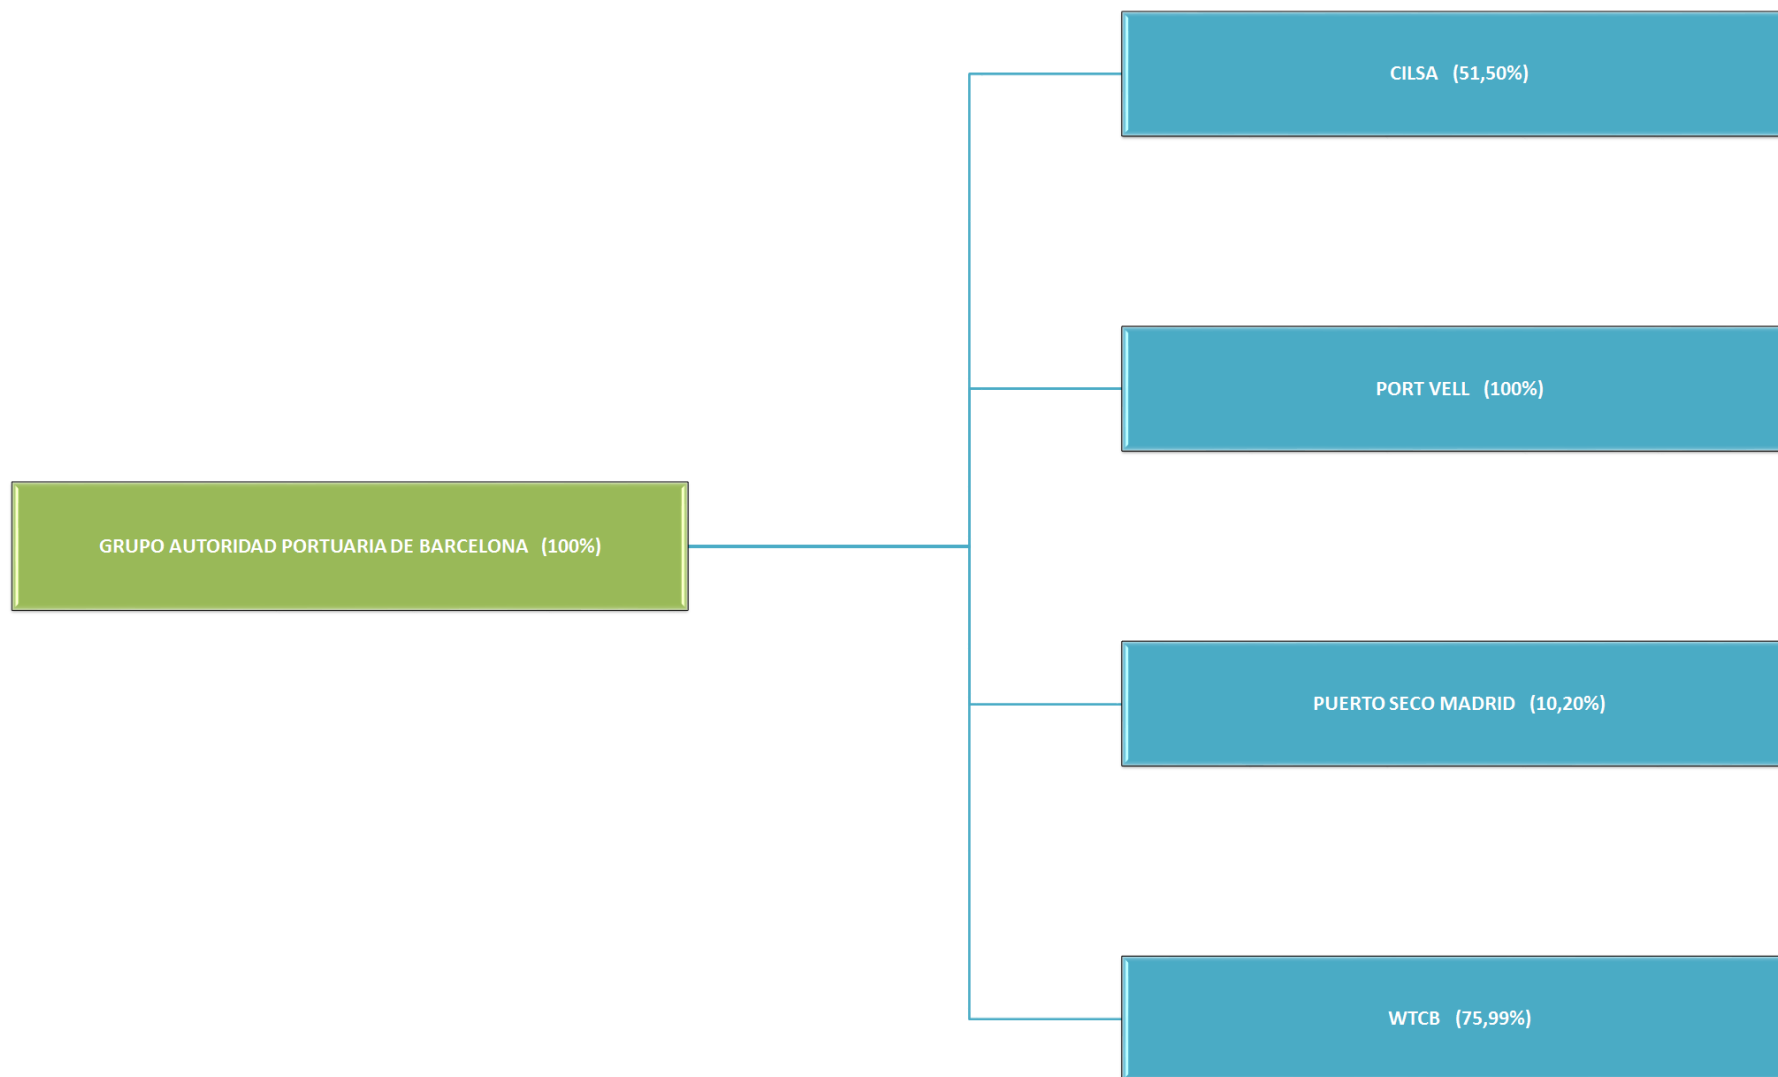 CILSA (51,50%)
PORT VELL (100%)
GRUPO AUTORIDAD PORTUARIA DE BARCELONA (100%)
PUERTO SECO MADRID (10,20%)
WTCB (75,99%)